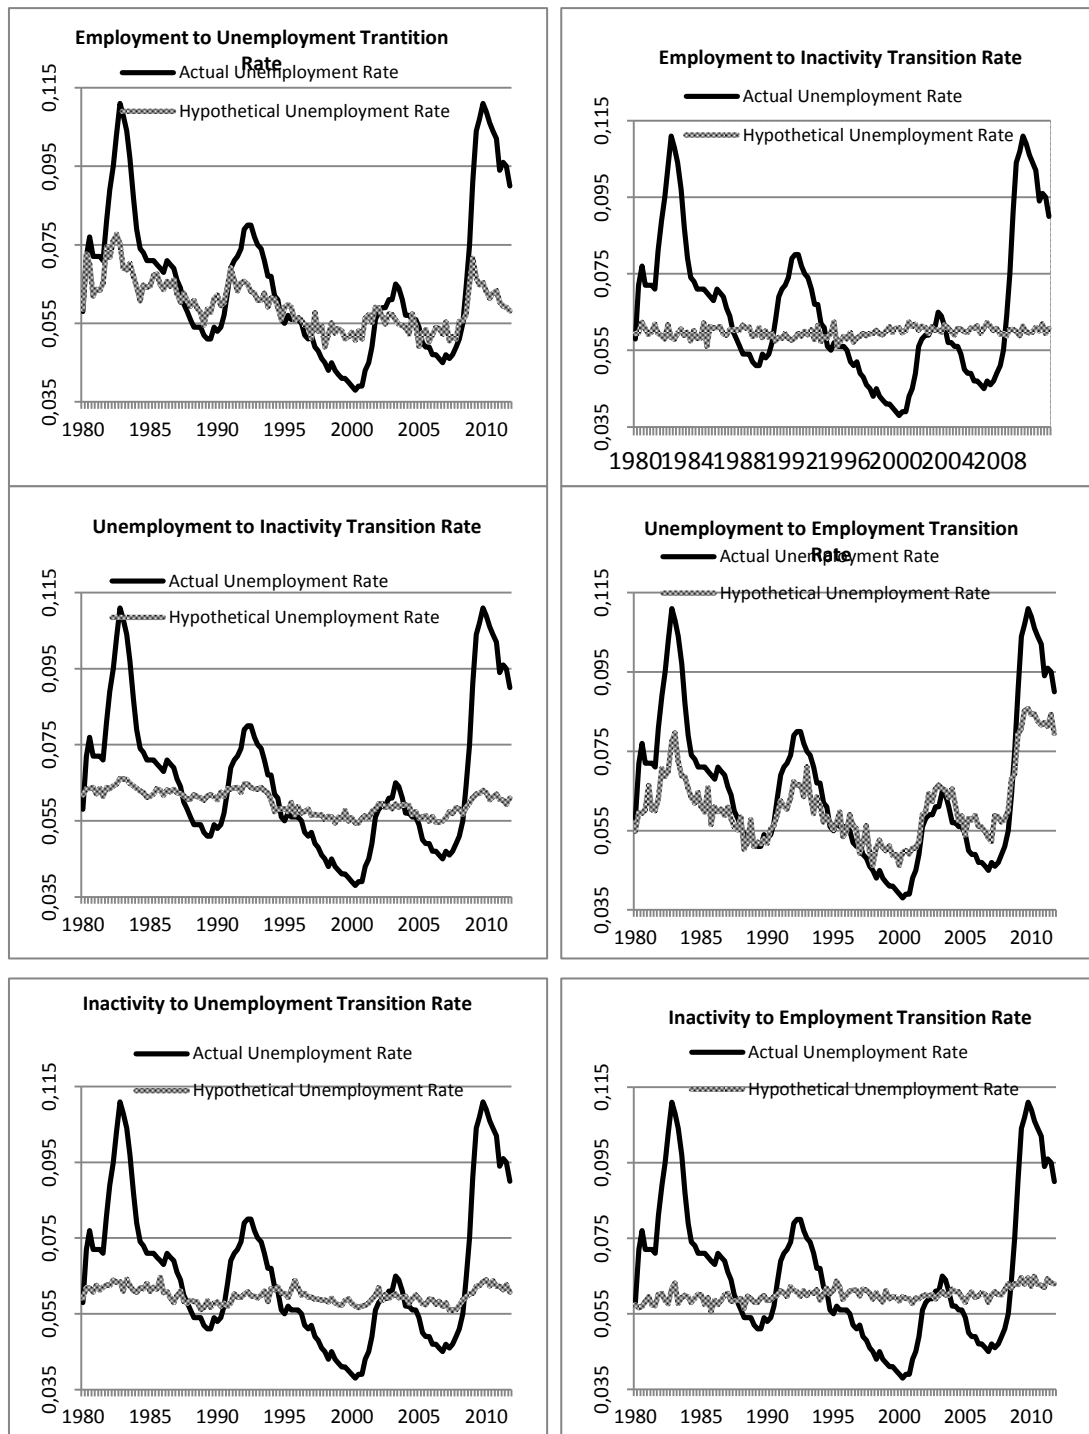 Employment to Unemployment Trantition
Rate
Actual Unemployment Rate
Hypothetical Unemployment Rate
0,115
0,095
0,075
0,055
0,035
1980 1985 1990 1995 2000 2005 2010
Employment to Inactivity Transition Rate
Actual Unemployment Rate
Hypothetical Unemployment Rate
0,115
0,095
0,075
0,055
0,035
1980 1984 1988 1992 1996 2000 2004 2008
Unemployment to Inactivity Transition Rate
Actual Unemployment Rate
Hypothetical Unemployment Rate
0,115
0,095
0,075
0,055
0,035
1980 1985 1990 1995 2000 2005 2010
Unemployment to Employment Transition
Rate
Actual Unemployment Rate
Hypothetical Unemployment Rate
0,115
0,095
0,075
0,055
0,035
1980 1985 1990 1995 2000 2005 2010
Inactivity to Unemployment Transition Rate
Actual Unemployment Rate
Hypothetical Unemployment Rate
0,115
0,095
0,075
0,055
0,035
1980 1985 1990 1995 2000 2005 2010
Inactivity to Employment Transition Rate
Actual Unemployment Rate
Hypothetical Unemployment Rate
0,115
0,095
0,075
0,055
0,035
1980 1985 1990 1995 2000 2005 2010